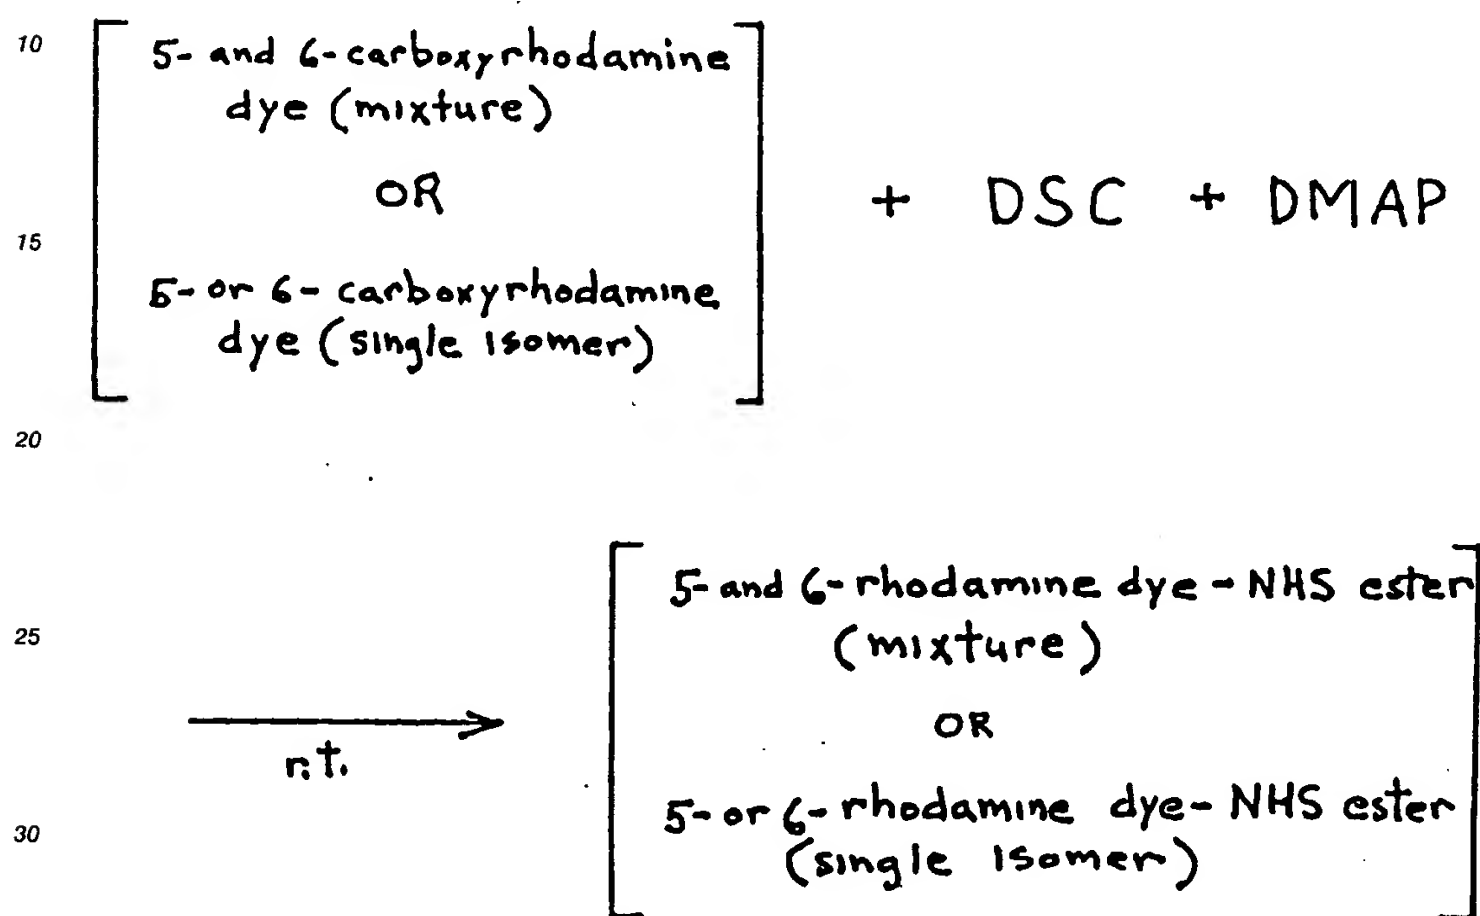 10
5- and 6-carboxyrhodamine
dye (mixture)
OR
15
5- or 6- carboxyrhodamine
dye (single isomer)
+ DSC + DMAP
20
25
r.t.
5- and 6-rhodamine dye-NHS ester
(mixture)
OR
30
5- or 6-rhodamine dye-NHS ester
(single isomer)